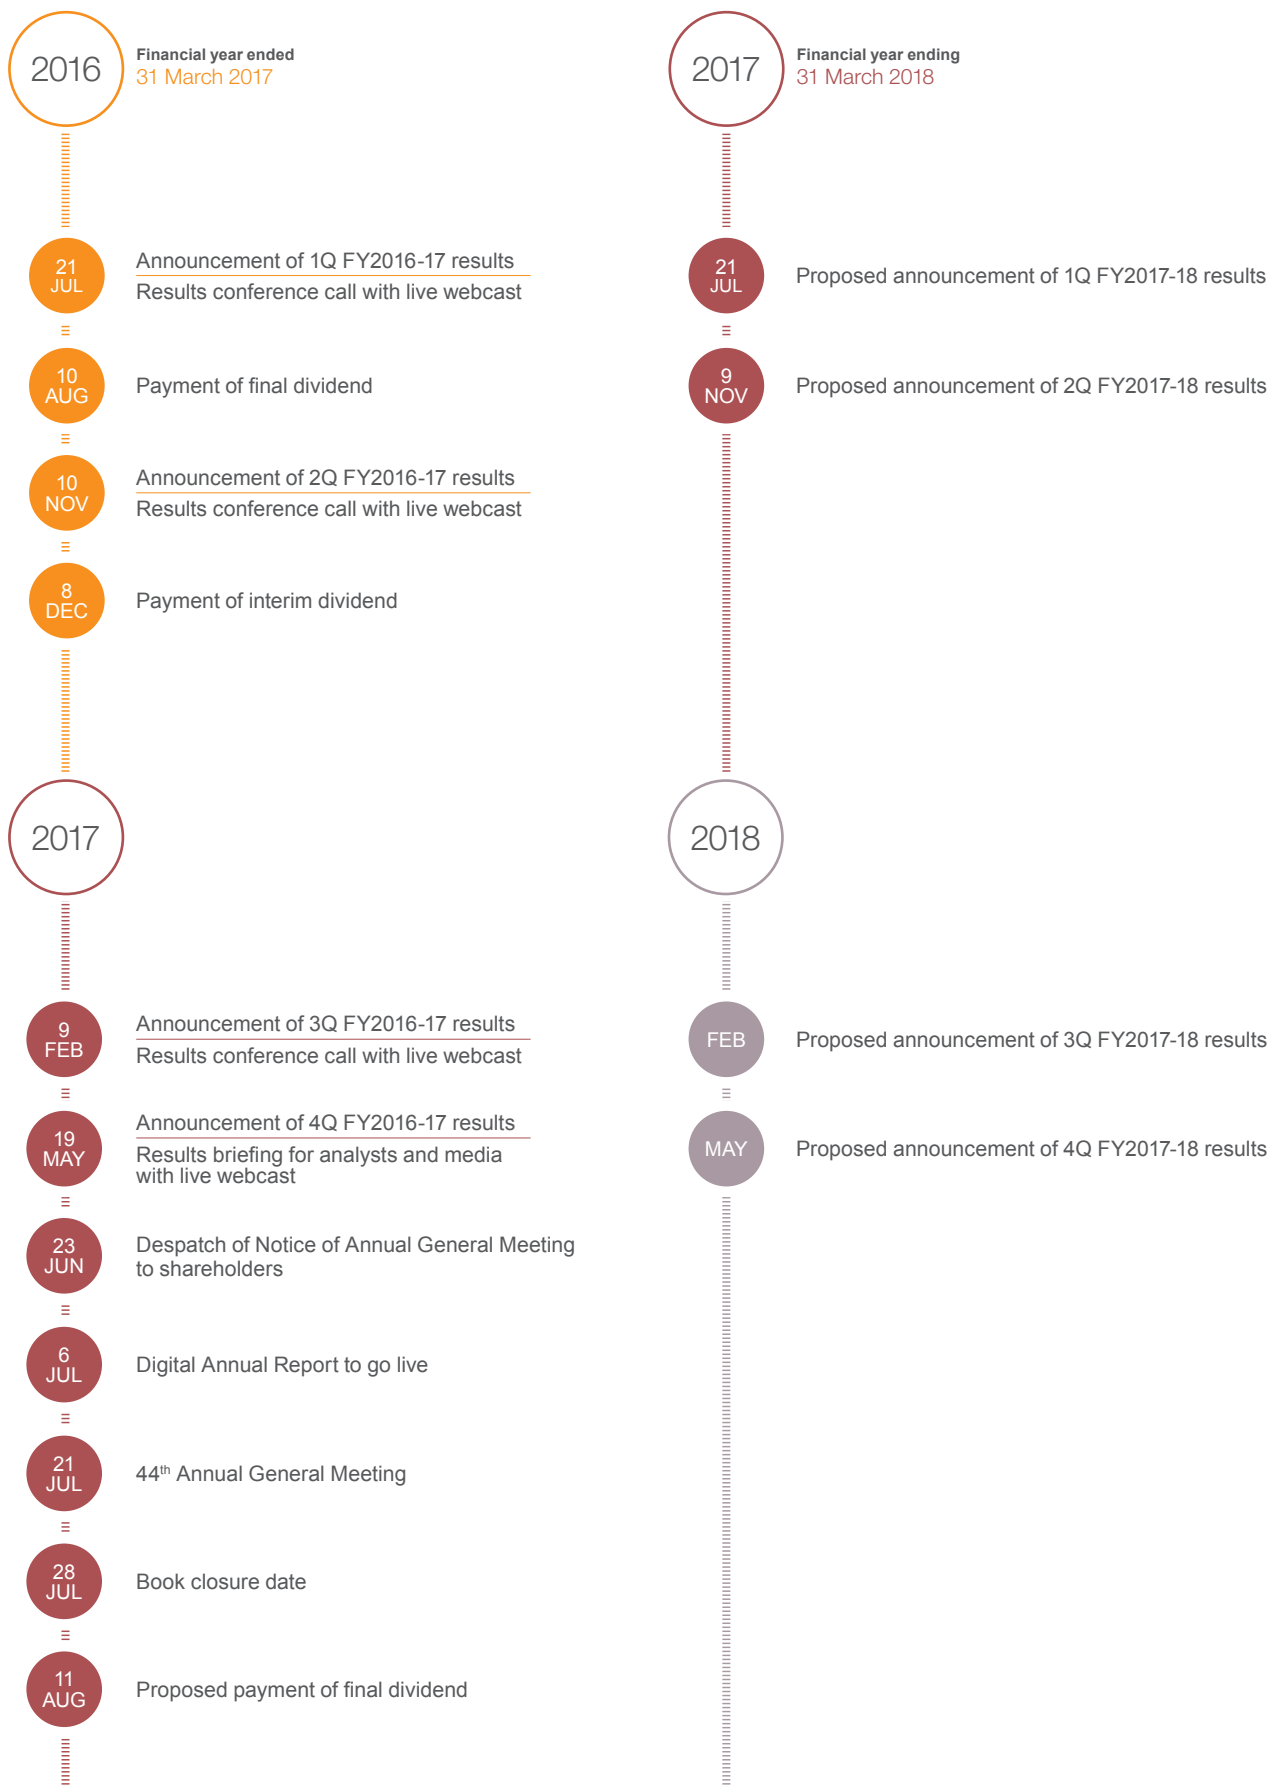 2016
Financial year ended
31 March 2017
21
JUL
Announcement of 1Q FY2016-17 results
Results conference call with live webcast
10
AUG
Payment of final dividend
10
NOV
Announcement of 2Q FY2016-17 results
Results conference call with live webcast
8
DEC
Payment of interim dividend
2017
9
FEB
Announcement of 3Q FY2016-17 results
Results conference call with live webcast
19
MAY
Announcement of 4Q FY2016-17 results
Results briefing for analysts and media
with live webcast
23
JUN
Despatch of Notice of Annual General Meeting
to shareholders
6
JUL
Digital Annual Report to go live
21
JUL
44th Annual General Meeting
28
JUL
Book closure date
11
AUG
Proposed payment of final dividend
2017
Financial year ending
31 March 2018
21
JUL
Proposed announcement of 1Q FY2017-18 results
9
NOV
Proposed announcement of 2Q FY2017-18 results
2018
FEB
Proposed announcement of 3Q FY2017-18 results
MAY
Proposed announcement of 4Q FY2017-18 results